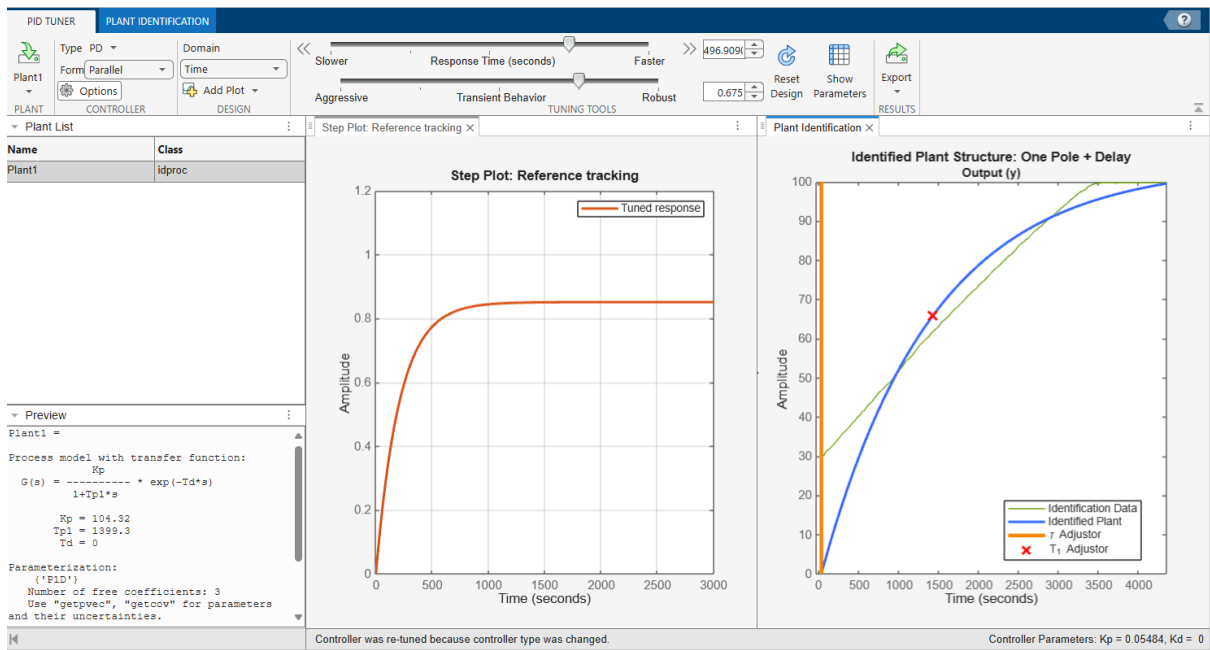 PID TUNER
PLANT IDENTIFICATION
?
Plant1
PLANT
Type PD
Form Parallel
Options
CONTROLLER
Domain
Time
Add Plot
DESIGN
Slower Response Time (seconds) Faster
Aggressive Transient Behavior Robust
0.675
TUNING TOOLS
Reset
Design
Show
Parameters
Export
RESULTS
Plant List
Name Class
Plant1 idproc
Preview
Plant1 =
Process model with transfer function:
Kp
G(s) = ---------- * exp(-Td*s)
1+Tp1*s
Kp = 104.32
Tp1 = 1399.3
Td = 0
Parameterization:
{'P1D'}
Number of free coefficients: 3
Use "getpvec", "getcov" for parameters
and their uncertainties.
Step Plot: Reference tracking
Step Plot: Reference tracking
Tuned response
Amplitude
1.2
1
0.8
0.6
0.4
0.2
0
0 500 1000 1500 2000 2500 3000
Time (seconds)
Plant Identification
Identified Plant Structure: One Pole + Delay
Output (y)
Amplitude
100
90
80
70
60
50
40
30
20
10
0
Identification Data
Identified Plant
τ Adjustor
T1 Adjustor
0 500 1000 1500 2000 2500 3000 3500 4000
Time (seconds)
Controller was re-tuned because controller type was changed.
Controller Parameters: Kp = 0.05484, Kd = 0